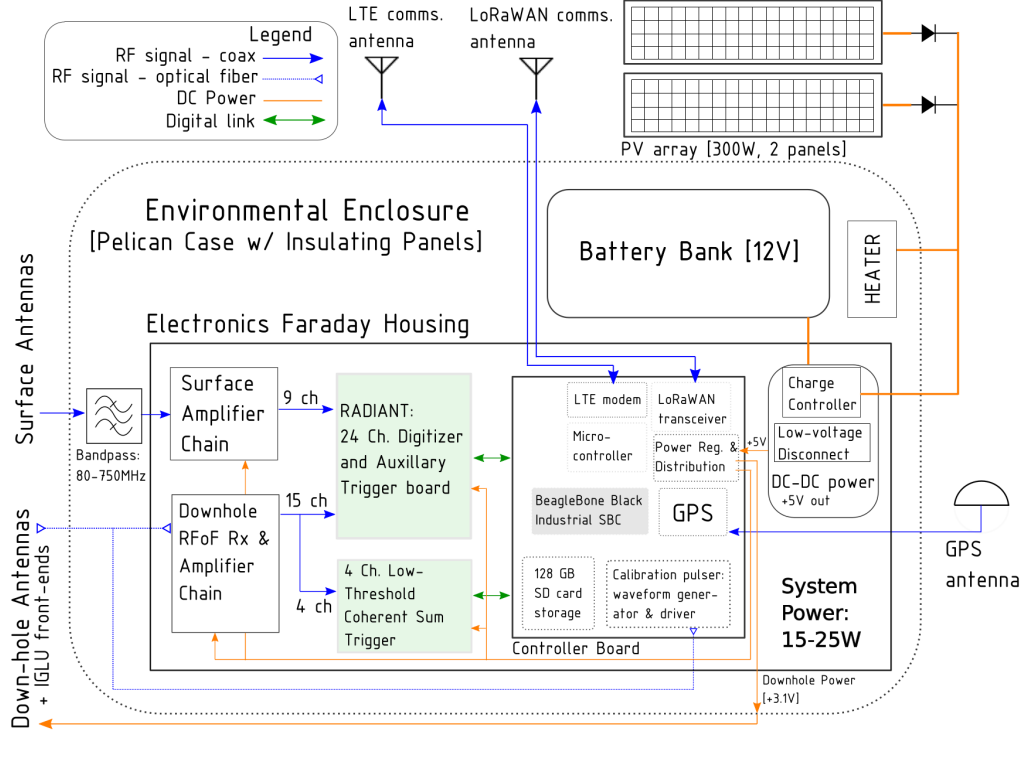 LTE comms.
antenna
LoRaWAN comms.
antenna
Legend
RF signal - coax
RF signal - optical fiber
DC Power
Digital link
PV array [300W, 2 panels]
Environmental Enclosure
[Pelican Case w/ Insulating Panels]
Battery Bank [12V]
HEATER
Electronics Faraday Housing
Surface Antennas
Bandpass:
80-750MHz
Surface
Amplifier
Chain
9 ch
RADIANT:
24 Ch. Digitizer
and Auxillary
Trigger board
LTE modem
LoRaWAN
transceiver
Micro-
controller
Power Reg. &
Distribution
+5V
Charge
Controller
Low-voltage
Disconnect
DC-DC power
+5V out
BeagleBone Black
Industrial SBC
GPS
Down-hole Antennas
+ IGLU front-ends
Downhole
RFoF Rx &
Amplifier
Chain
15 ch
4 ch
4 Ch. Low-
Threshold
Coherent Sum
Trigger
128 GB
SD card
storage
Calibration pulser:
waveform gener-
ator & driver
Controller Board
System
Power:
15-25W
GPS
antenna
Downhole Power
[+3.1V]